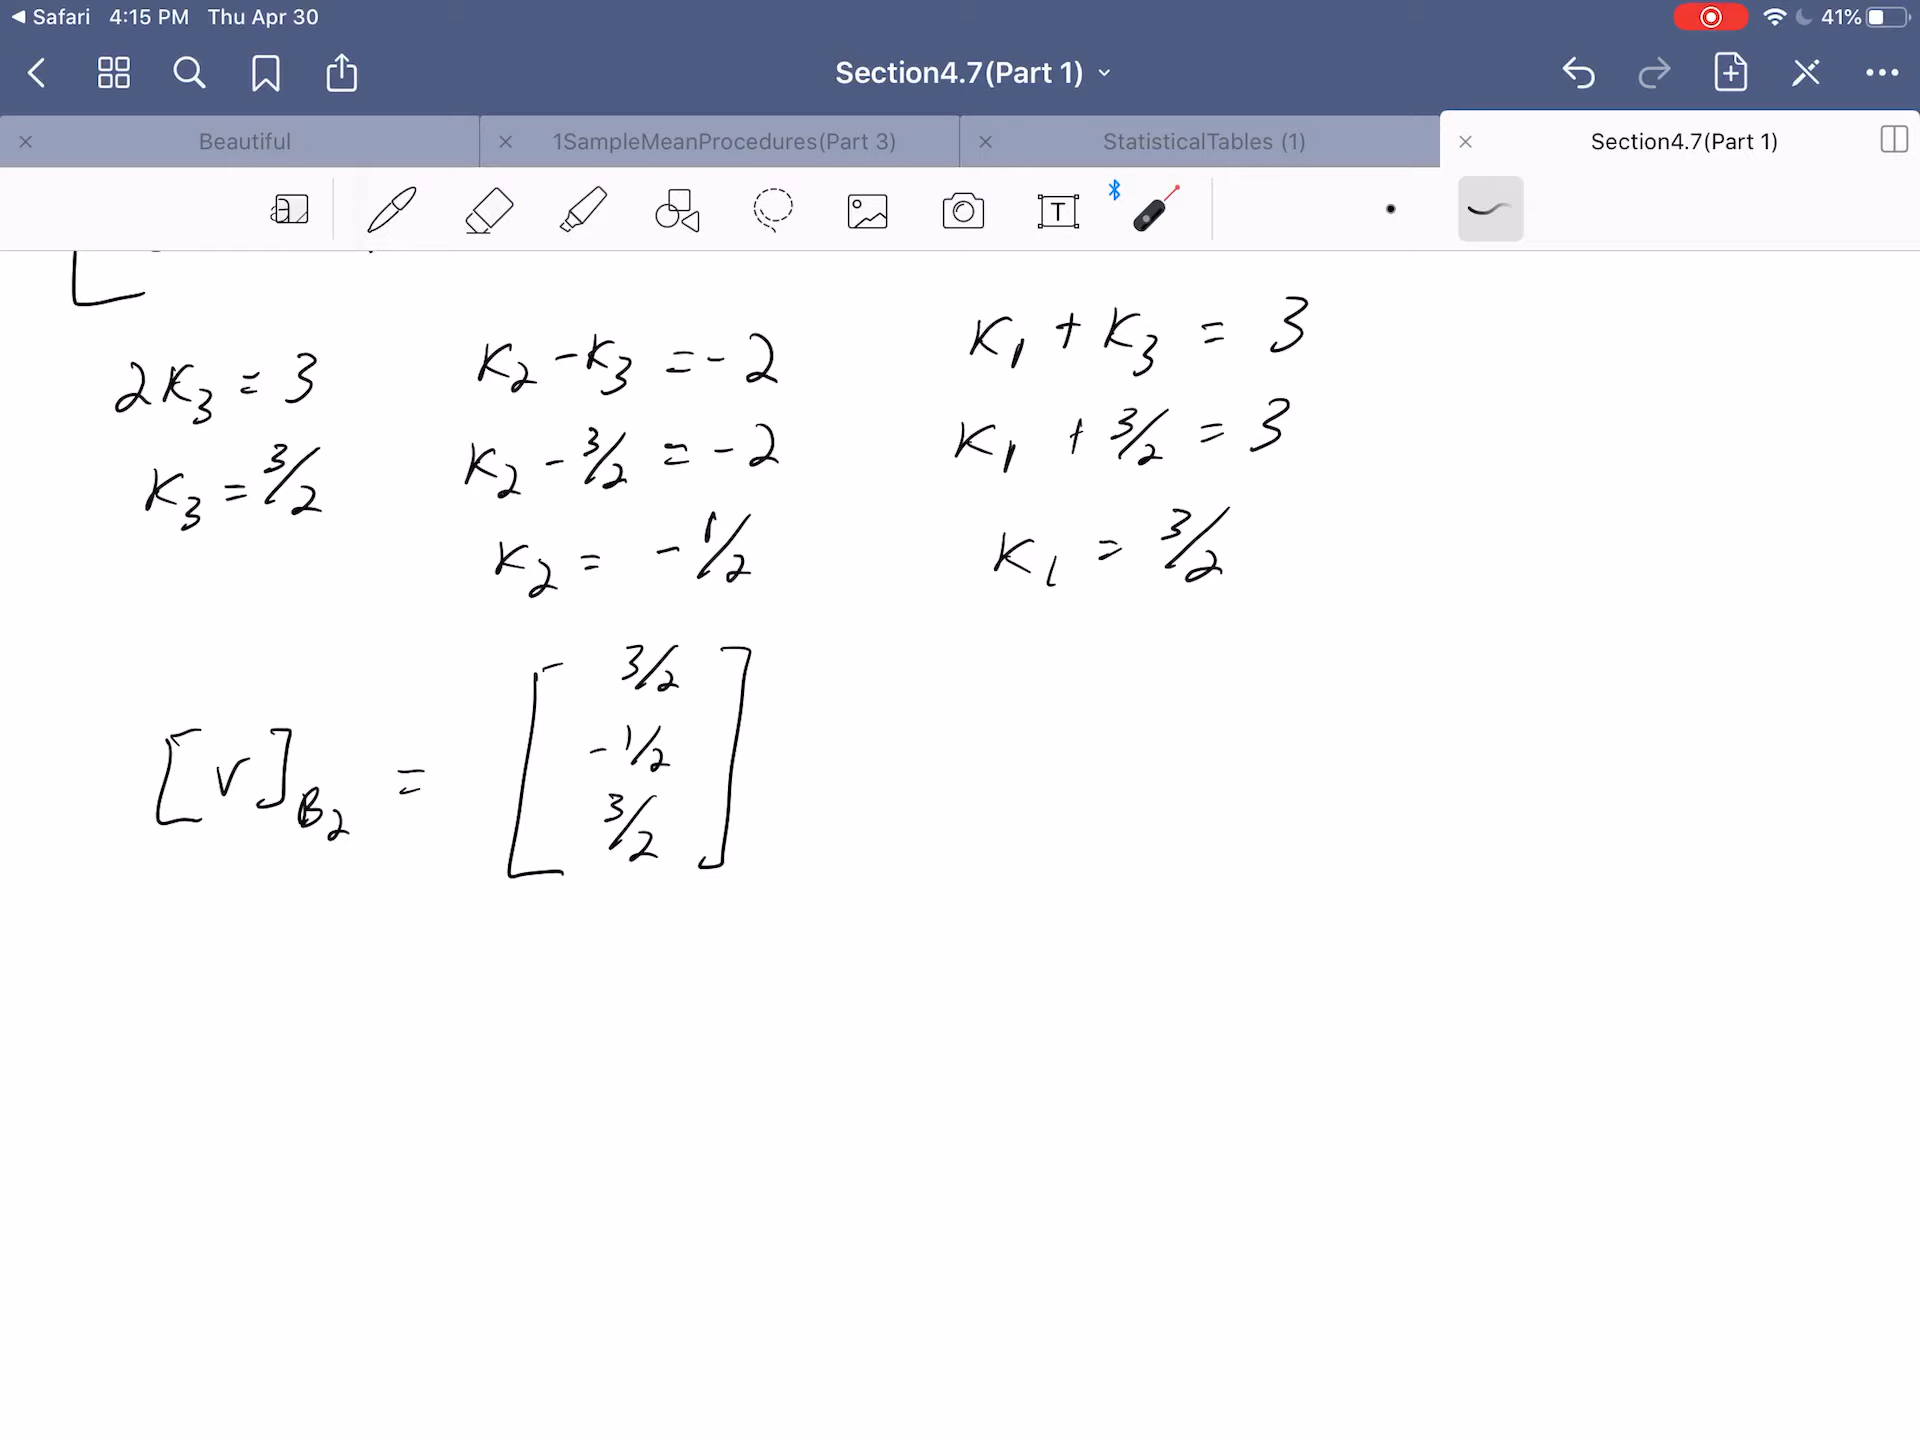 Safari 4:15 PM Thu Apr 30 41%
Section4.7(Part 1)
Beautiful 1SampleMeanProcedures(Part 3) StatisticalTables (1) Section4.7(Part 1)
a T
2K₃ = 3
K₃ = 3/2
K₂ - K₃ = -2
K₂ - 3/2 = -2
K₂ = -1/2
K₁ + K₃ = 3
K₁ + 3/2 = 3
K₁ = 3/2
[v]B₂ =
3/2
-1/2
3/2